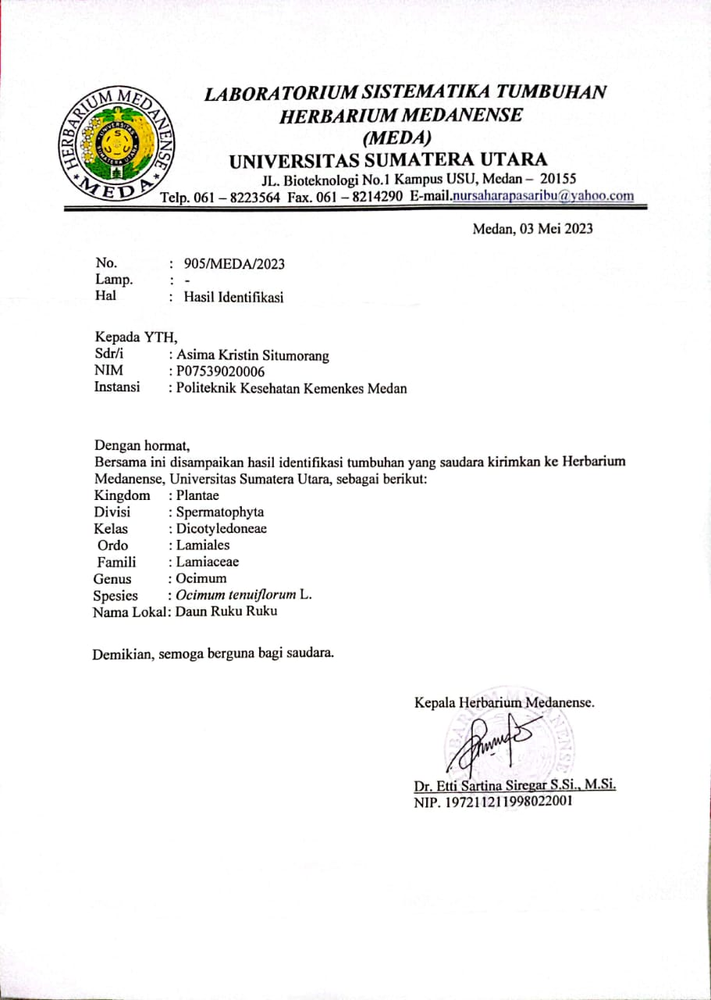 HERBARIUM MEDANENSE
* MEDA *
UNIVERSITAS
SUMATERA UTARA
LABORATORIUM SISTEMATIKA TUMBUHAN
HERBARIUM MEDANENSE
(MEDA)
UNIVERSITAS SUMATERA UTARA
JL. Bioteknologi No.1 Kampus USU, Medan – 20155
Telp. 061 – 8223564 Fax. 061 – 8214290 E-mail.nursaharapasaribu@yahoo.com
Medan, 03 Mei 2023
No. : 905/MEDA/2023
Lamp. : -
Hal : Hasil Identifikasi
Kepada YTH,
Sdr/i : Asima Kristin Situmorang
NIM : P07539020006
Instansi : Politeknik Kesehatan Kemenkes Medan
Dengan hormat,
Bersama ini disampaikan hasil identifikasi tumbuhan yang saudara kirimkan ke Herbarium
Medanense, Universitas Sumatera Utara, sebagai berikut:
Kingdom : Plantae
Divisi : Spermatophyta
Kelas : Dicotyledoneae
Ordo : Lamiales
Famili : Lamiaceae
Genus : Ocimum
Spesies : Ocimum tenuiflorum L.
Nama Lokal: Daun Ruku Ruku
Demikian, semoga berguna bagi saudara.
Kepala Herbarium Medanense.
HERBARIUM MEDANENSE
Dr. Etti Sartina Siregar S.Si., M.Si.
NIP. 197211211998022001